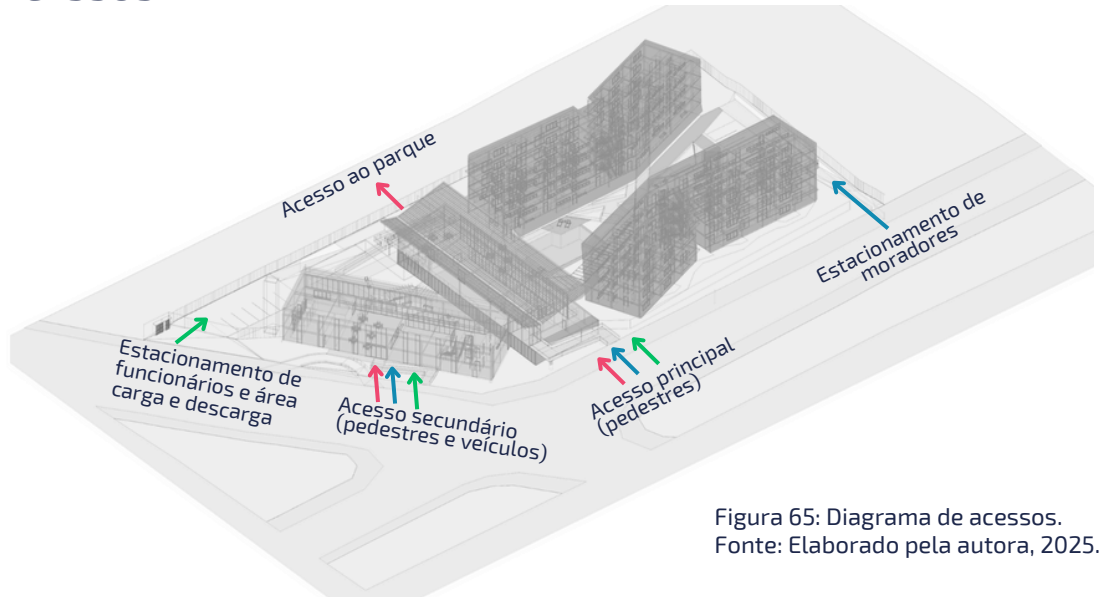 Acesso ao parque
Estacionamento de
moradores
Estacionamento de
funcionários e área
carga e descarga
Acesso secundário
(pedestres e veículos)
Acesso principal
(pedestres)
Figura 65: Diagrama de acessos.
Fonte: Elaborado pela autora, 2025.